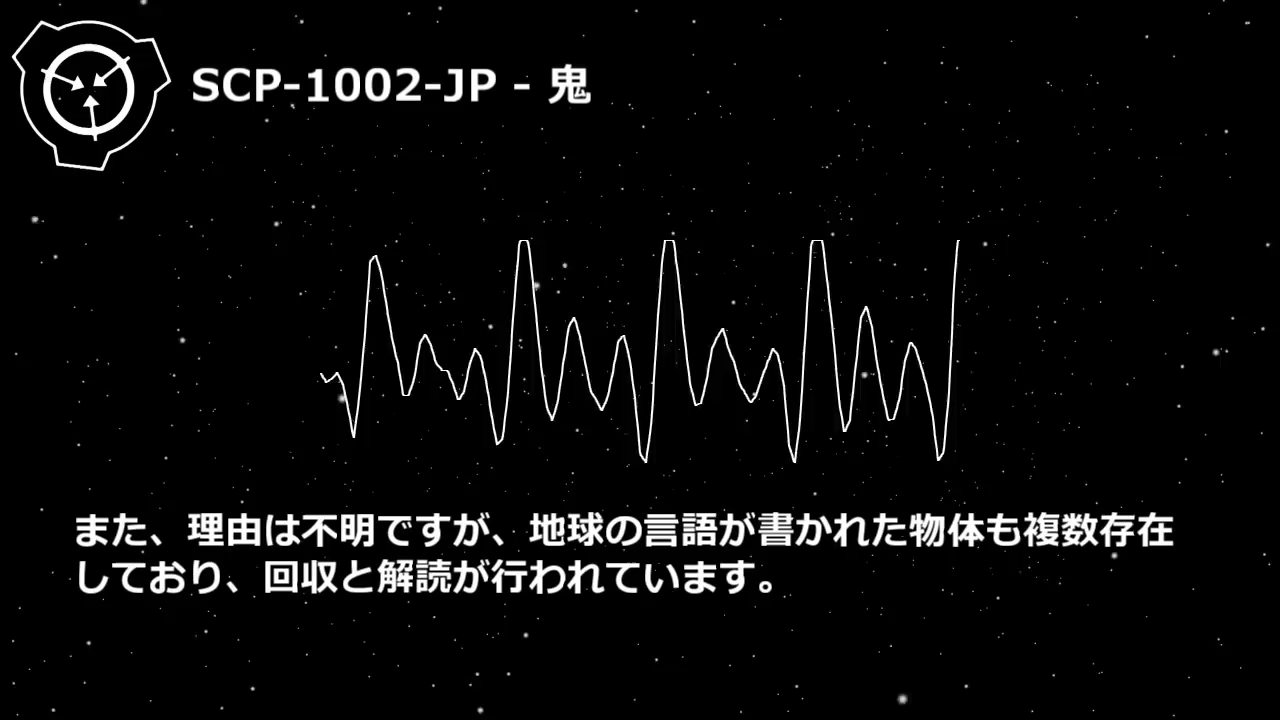 SCP-1002-JP - 鬼
また、理由は不明ですが、地球の言語が書かれた物体も複数存在
しており、回収と解読が行われています。